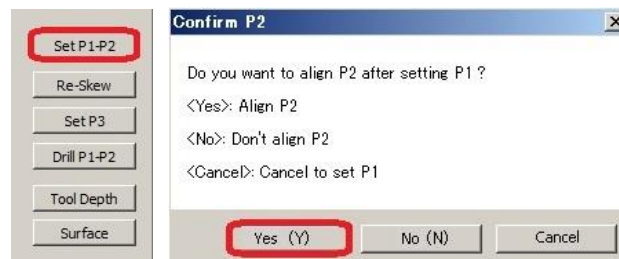 Set P1-P2
Re-Skew
Set P3
Drill P1-P2
Tool Depth
Surface
Confirm P2
Do you want to align P2 after setting P1 ?
<Yes>: Align P2
<No>: Don't align P2
<Cancel>: Cancel to set P1
Yes (Y)
No (N)
Cancel